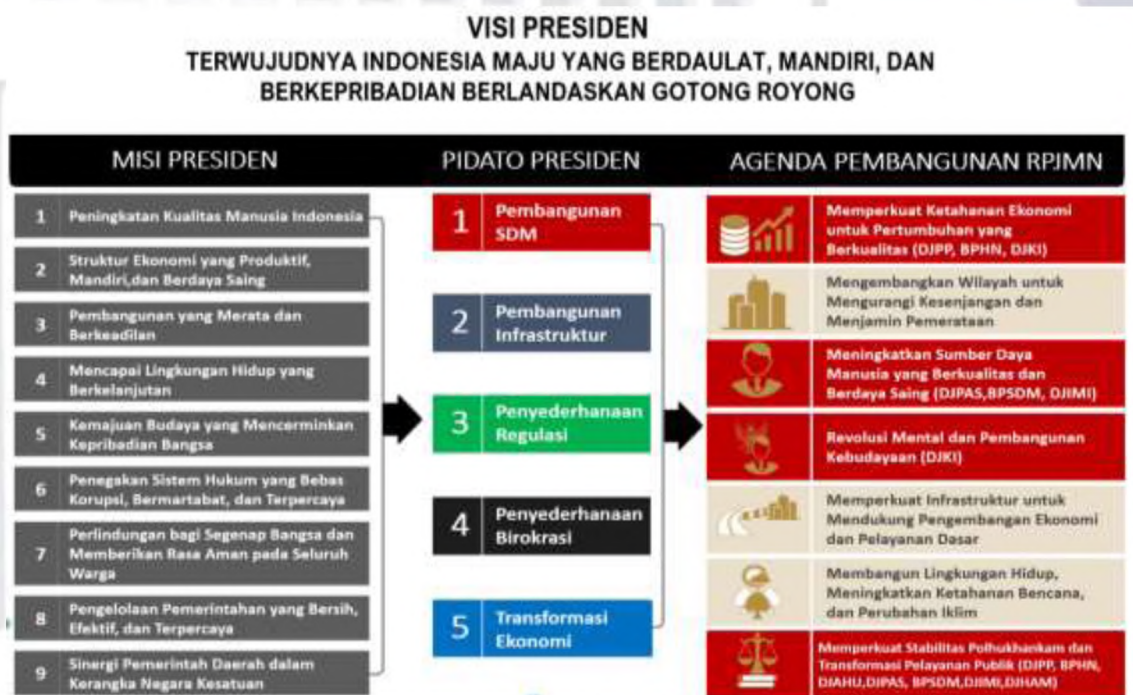 VISI PRESIDEN
TERWUJUDNYA INDONESIA MAJU YANG BERDAULAT, MANDIRI, DAN
BERKEPRIBADIAN BERLANDASKAN GOTONG ROYONG
MISI PRESIDEN
1 Peningkatan Kualitas Manusia Indonesia
2 Struktur Ekonomi yang Produktif,
Mandiri,dan Berdaya Saing
3 Pembangunan yang Merata dan
Berkeadilan
4 Mencapai Lingkungan Hidup yang
Berkelanjutan
5 Kemajuan Budaya yang Mencerminkan
Kepribadian Bangsa
6 Penegakan Sistem Hukum yang Bebas
Korupsi, Bermartabat, dan Terpercaya
7 Perlindungan bagi Segenap Bangsa dan
Memberikan Rasa Aman pada Seluruh
Warga
8 Pengelolaan Pemerintahan yang Bersih,
Efektif, dan Terpercaya
9 Sinergi Pemerintah Daerah dalam
Kerangka Negara Kesatuan
PIDATO PRESIDEN
1 Pembangunan
SDM
2 Pembangunan
Infrastruktur
3 Penyederhanaan
Regulasi
4 Penyederhanaan
Birokrasi
5 Transformasi
Ekonomi
AGENDA PEMBANGUNAN RPJMN
Memperkuat Ketahanan Ekonomi
untuk Pertumbuhan yang
Berkualitas (DJPP, BPHN, DJKI)
Mengembangkan Wilayah untuk
Mengurangi Kesenjangan dan
Menjamin Pemerataan
Meningkatkan Sumber Daya
Manusia yang Berkualitas dan
Berdaya Saing (DJPAS,BPSDM, DJIMI)
Revolusi Mental dan Pembangunan
Kebudayaan (DJKI)
Memperkuat Infrastruktur untuk
Mendukung Pengembangan Ekonomi
dan Pelayanan Dasar
Membangun Lingkungan Hidup,
Meningkatkan Ketahanan Bencana,
dan Perubahan Iklim
Memperkuat Stabilitas Polhukhankam dan
Transformasi Pelayanan Publik (DJPP, BPHN,
DJAHU,DJPAS, BPSDM,DJIMI,DJHAM)